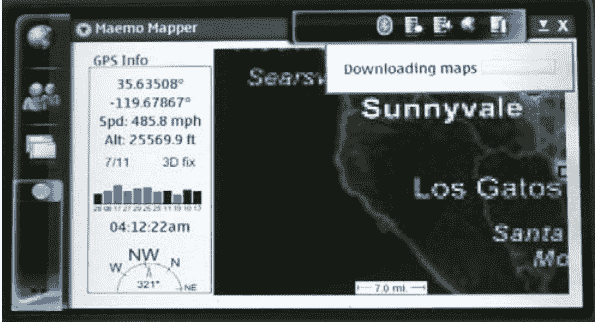 Maemo Mapper
GPS Info
35.63508°
-119.67867°
Spd: 485.8 mph
Alt: 25569.9 ft
7/11 3D fix
04:12:22am
NW
W N
321°
NE
Downloading maps
Searsv
Sunnyvale
Los Gatos
Santa
Mo
7.0 mi.